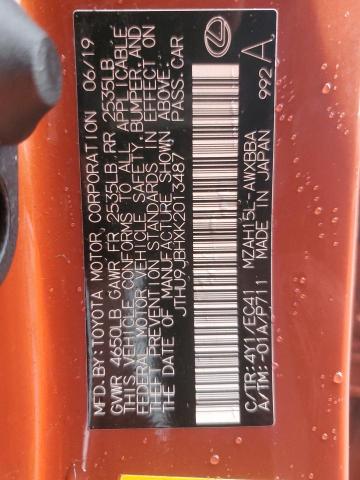 MFD.BY:TOYOTA MOTOR CORPORATION 06/19
GVWR 4650LB GAWR FR 2535LB RR 2535LB
THIS VEHICLE CONFORMS TO ALL APPLICABLE
FEDERAL MOTOR VEHICLE SAFETY, BUMPER, AND
THEFT PREVENTION STANDARDS IN EFFECT ON
THE DATE OF MANUFACTURE SHOWN ABOVE.
JTHU9JBHXK2013487 PASS.CAR
C/TR:4X1/EC41 MZAH15L-AWXBBA
A/TM:-01A/P711 MADE IN JAPAN
992 A